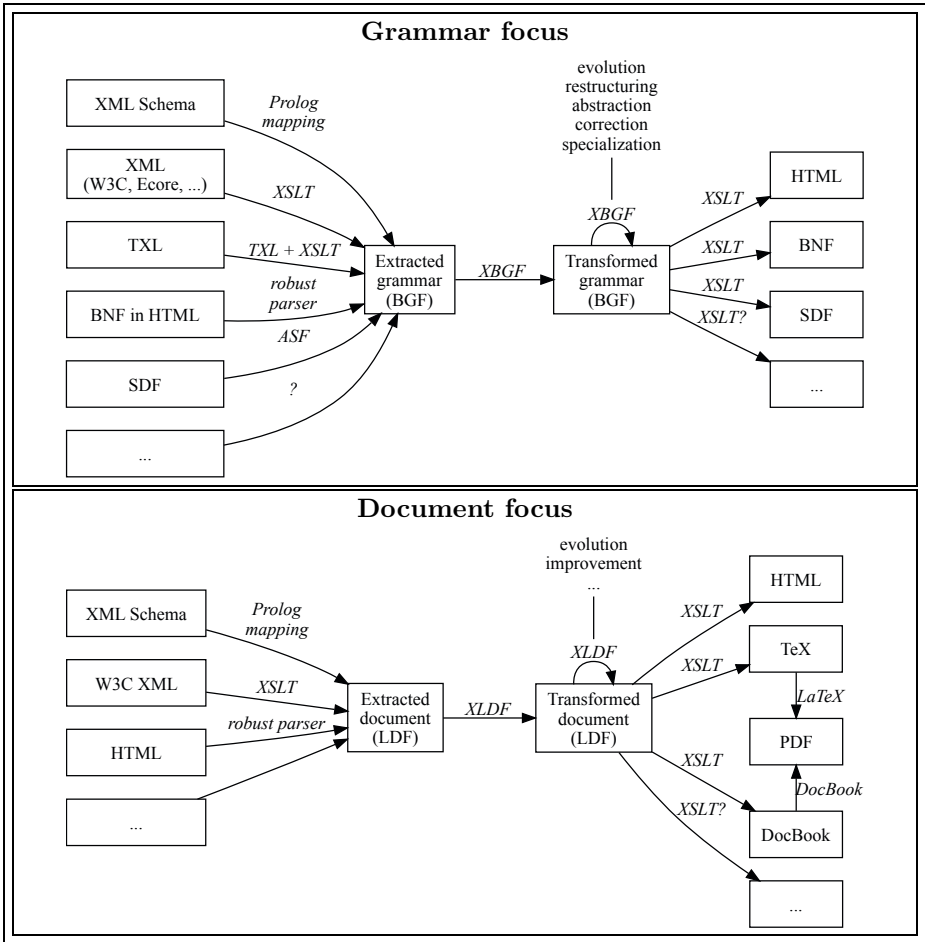 Grammar focus
XML Schema
XML
(W3C, Ecore, ...)
TXL
BNF in HTML
SDF
...
Prolog
mapping
XSLT
TXL + XSLT
robust
parser
ASF
?
Extracted
grammar
(BGF)
XBGF
evolution
restructuring
abstraction
correction
specialization
XBGF
Transformed
grammar
(BGF)
XSLT
XSLT
XSLT
XSLT?
HTML
BNF
SDF
...
Document focus
XML Schema
W3C XML
HTML
...
Prolog
mapping
XSLT
robust parser
Extracted
document
(LDF)
XLDF
evolution
improvement
...
XLDF
Transformed
document
(LDF)
XSLT
XSLT
XSLT
XSLT?
HTML
TeX
LaTeX
PDF
DocBook
DocBook
...